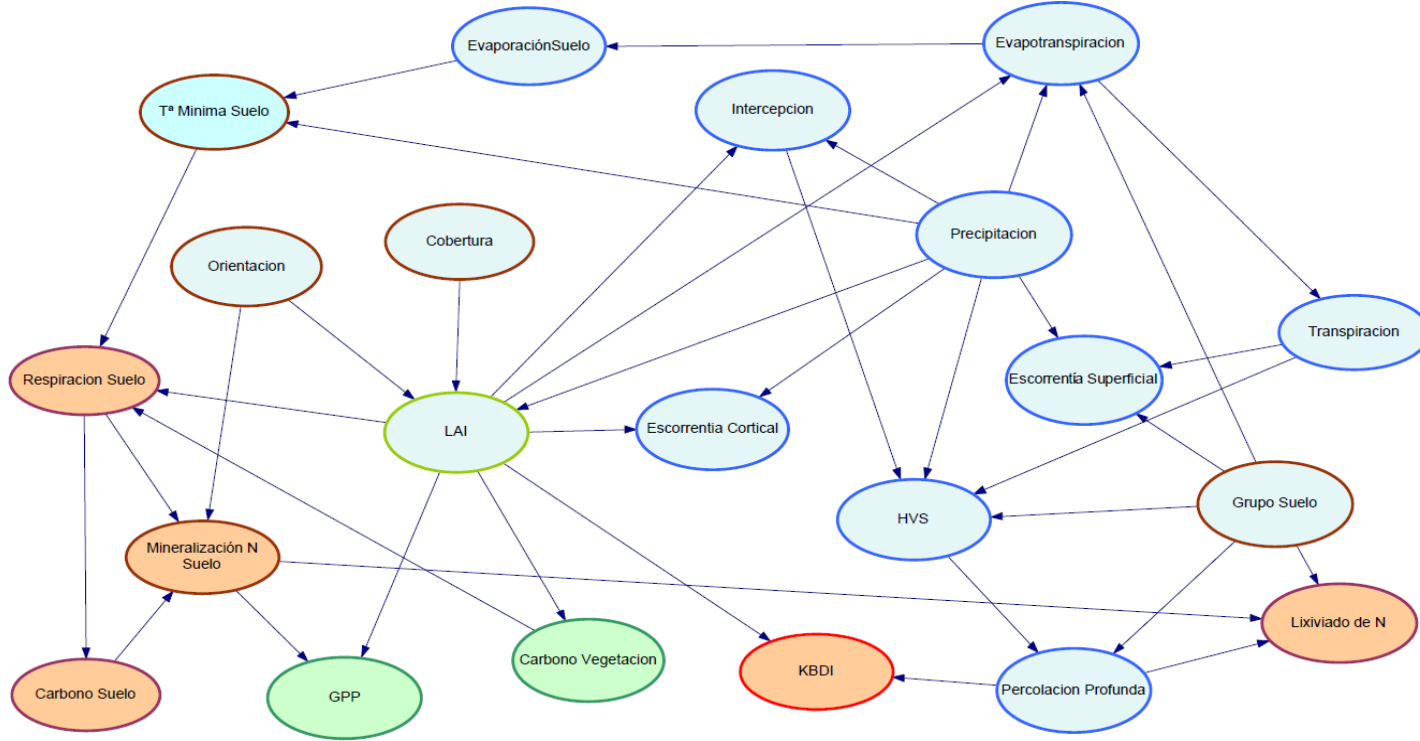 EvaporaciónSuelo
Evapotranspiracion
Tª Minima Suelo
Intercepcion
Cobertura
Precipitacion
Orientacion
Transpiracion
Respiracion Suelo
Escorrentía Superficial
LAI
Escorrentia Cortical
HVS
Grupo Suelo
Mineralización N
Suelo
Lixiviado de N
Carbono Vegetacion
KBDI
Carbono Suelo
GPP
Percolacion Profunda